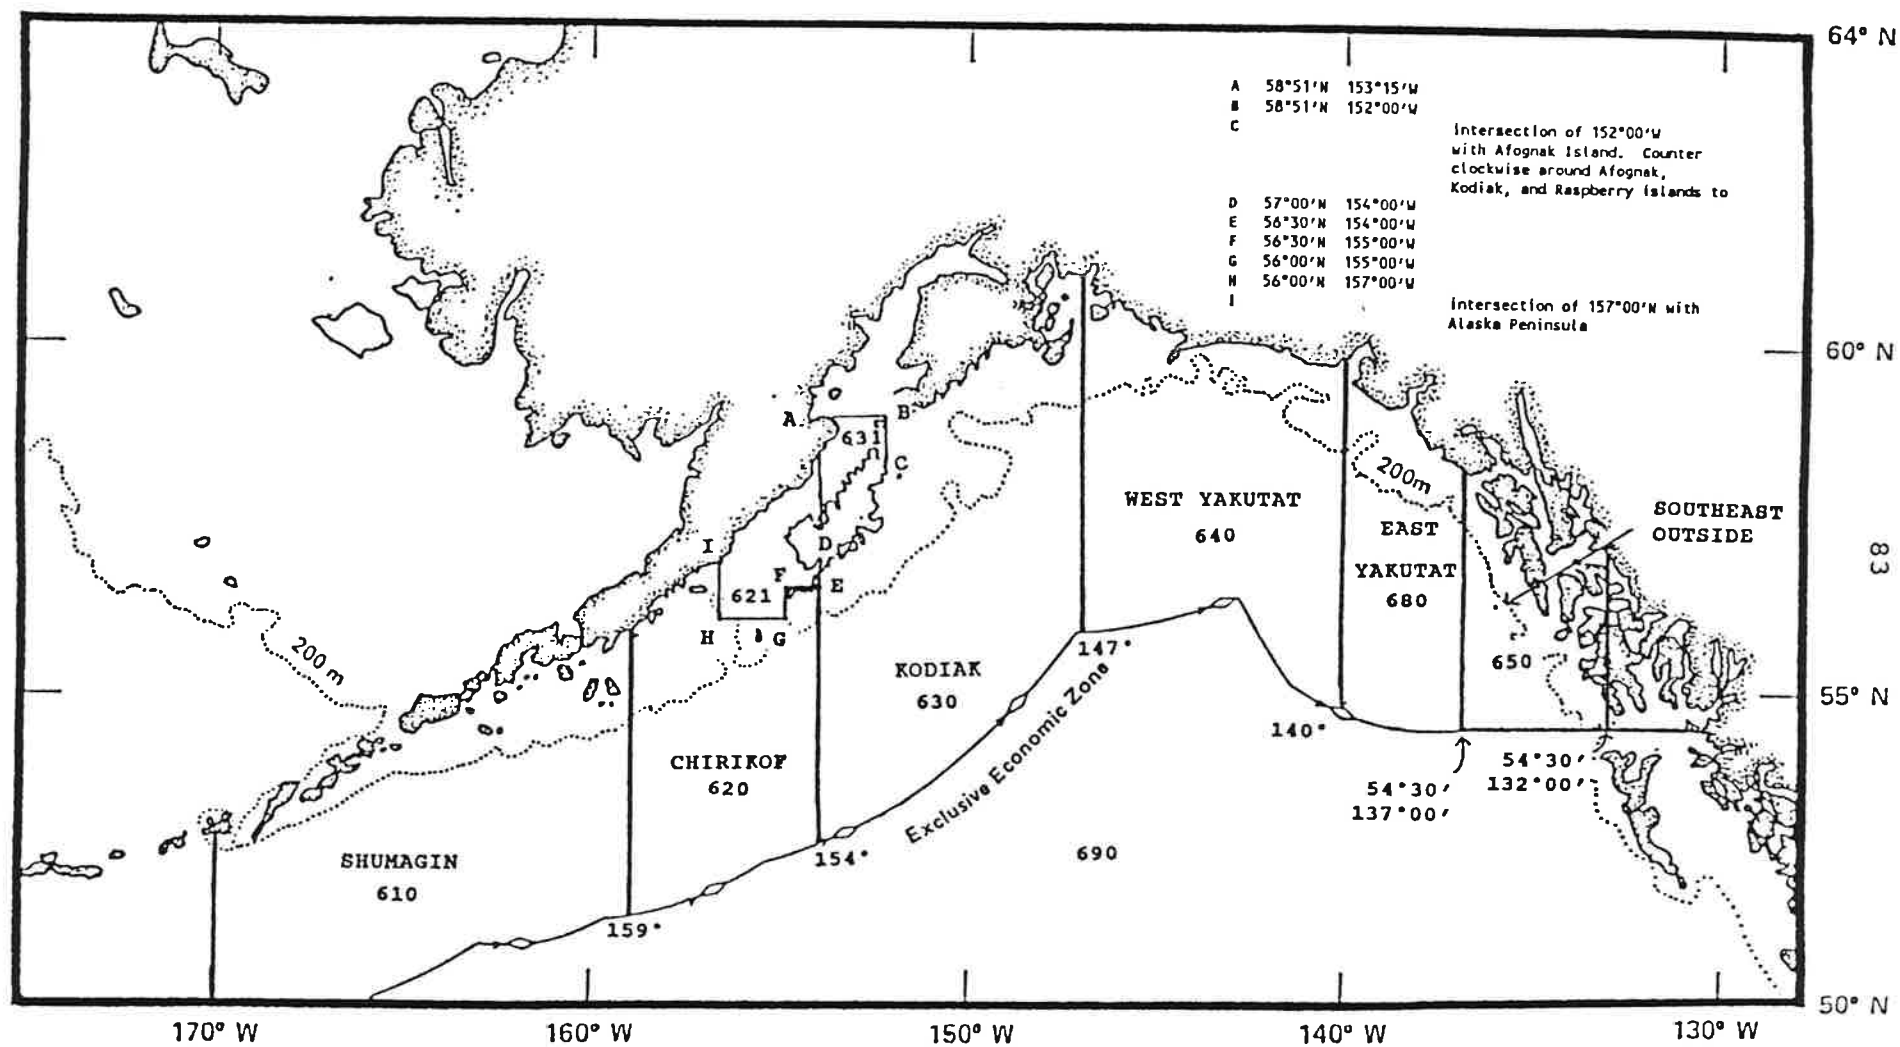 64° N
A 58°51'N 153°15'W
B 58°51'N 152°00'W
C
Intersection of 152°00'W
with Afognak Island. Counter
clockwise around Afognak,
Kodiak, and Raspberry Islands to
D 57°00'N 154°00'W
E 56°30'N 154°00'W
F 56°30'N 155°00'W
G 56°00'N 155°00'W
H 56°00'N 157°00'W
I
Intersection of 157°00'N with
Alaska Peninsula
60° N
A
B
631
C
200m
WEST YAKUTAT
640
EAST
YAKUTAT
680
SOUTHEAST
OUTSIDE
83
I
D
F
E
621
H
G
200 m
650
147°
KODIAK
630
55° N
140°
Exclusive Economic Zone
CHIRIKOF
620
54°30'
132°00'
54°30'
137°00'
154°
690
SHUMAGIN
610
159°
50° N
170° W
160° W
150° W
140° W
130° W